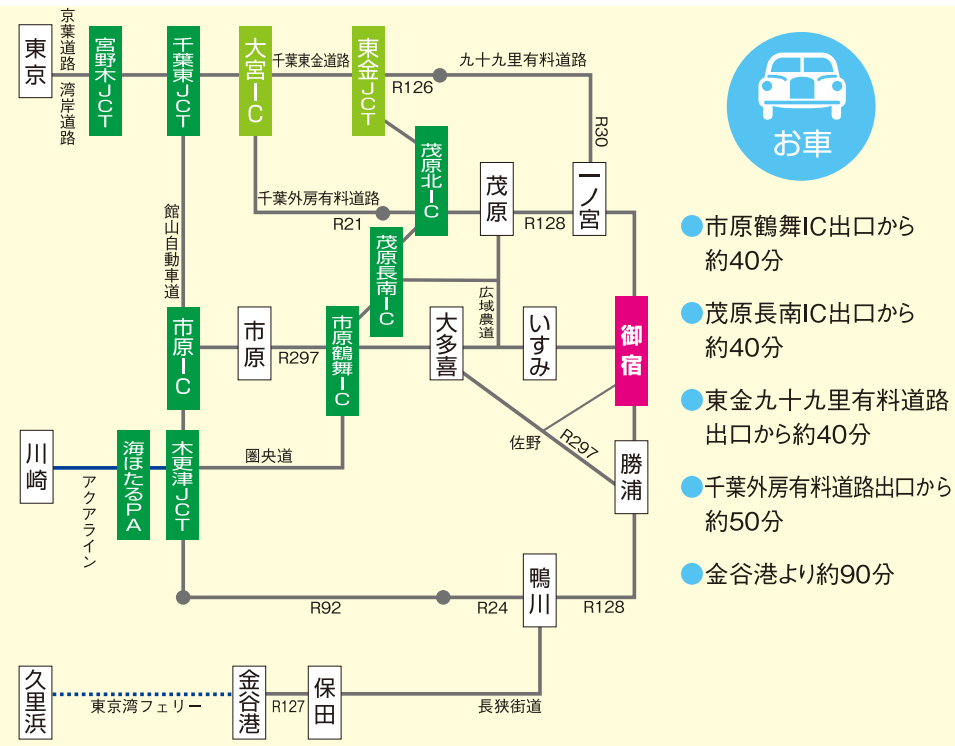 京葉道路
湾岸道路
東京
宮野木JCT
千葉東JCT
大宮IC
千葉東金道路
東金JCT
R126
九十九里有料道路
R30
茂原北IC
千葉外房有料道路
R21
茂原
R128
一ノ宮
館山自動車道
茂原長南IC
広域農道
市原IC
市原
R297
市原鶴舞IC
大多喜
いすみ
御宿
佐野
R297
勝浦
川崎
アクアライン
海ほたるPA
木更津JCT
圏央道
R92
R24
鴨川
R128
久里浜
東京湾フェリー
金谷港
R127
保田
長狭街道
お車
市原鶴舞IC出口から
約40分
茂原長南IC出口から
約40分
東金九十九里有料道路
出口から約40分
千葉外房有料道路出口から
約50分
金谷港より約90分